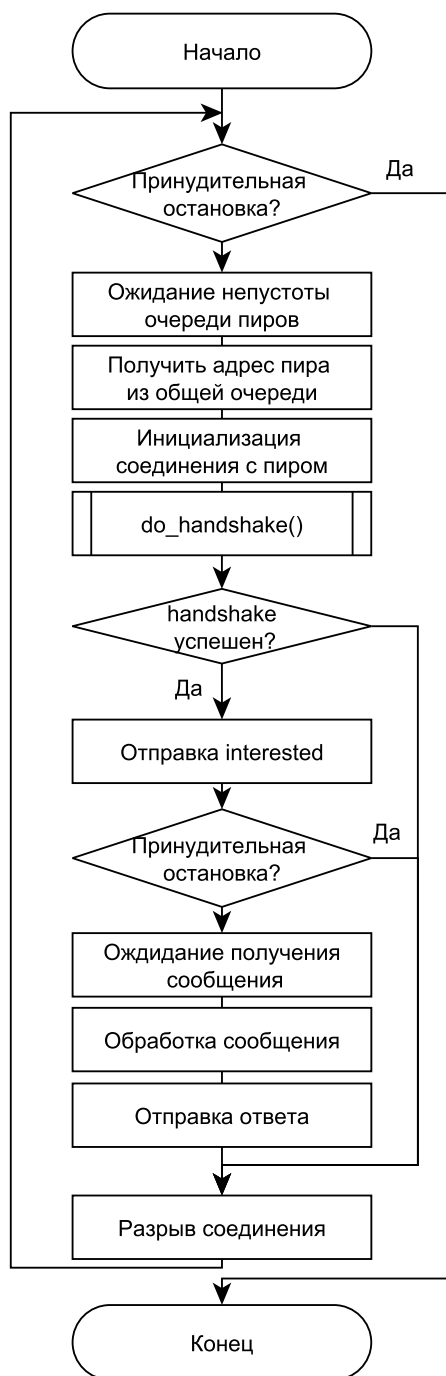 Начало
Принудительная
остановка?
Да
Ожидание непустоты
очереди пиров
Получить адрес пира
из общей очереди
Инициализация
соединения с пиром
do_handshake()
handshake
успешен?
Да
Отправка interested
Принудительная
остановка?
Да
Ождидание получения
сообщения
Обработка сообщения
Отправка ответа
Разрыв соединения
Конец